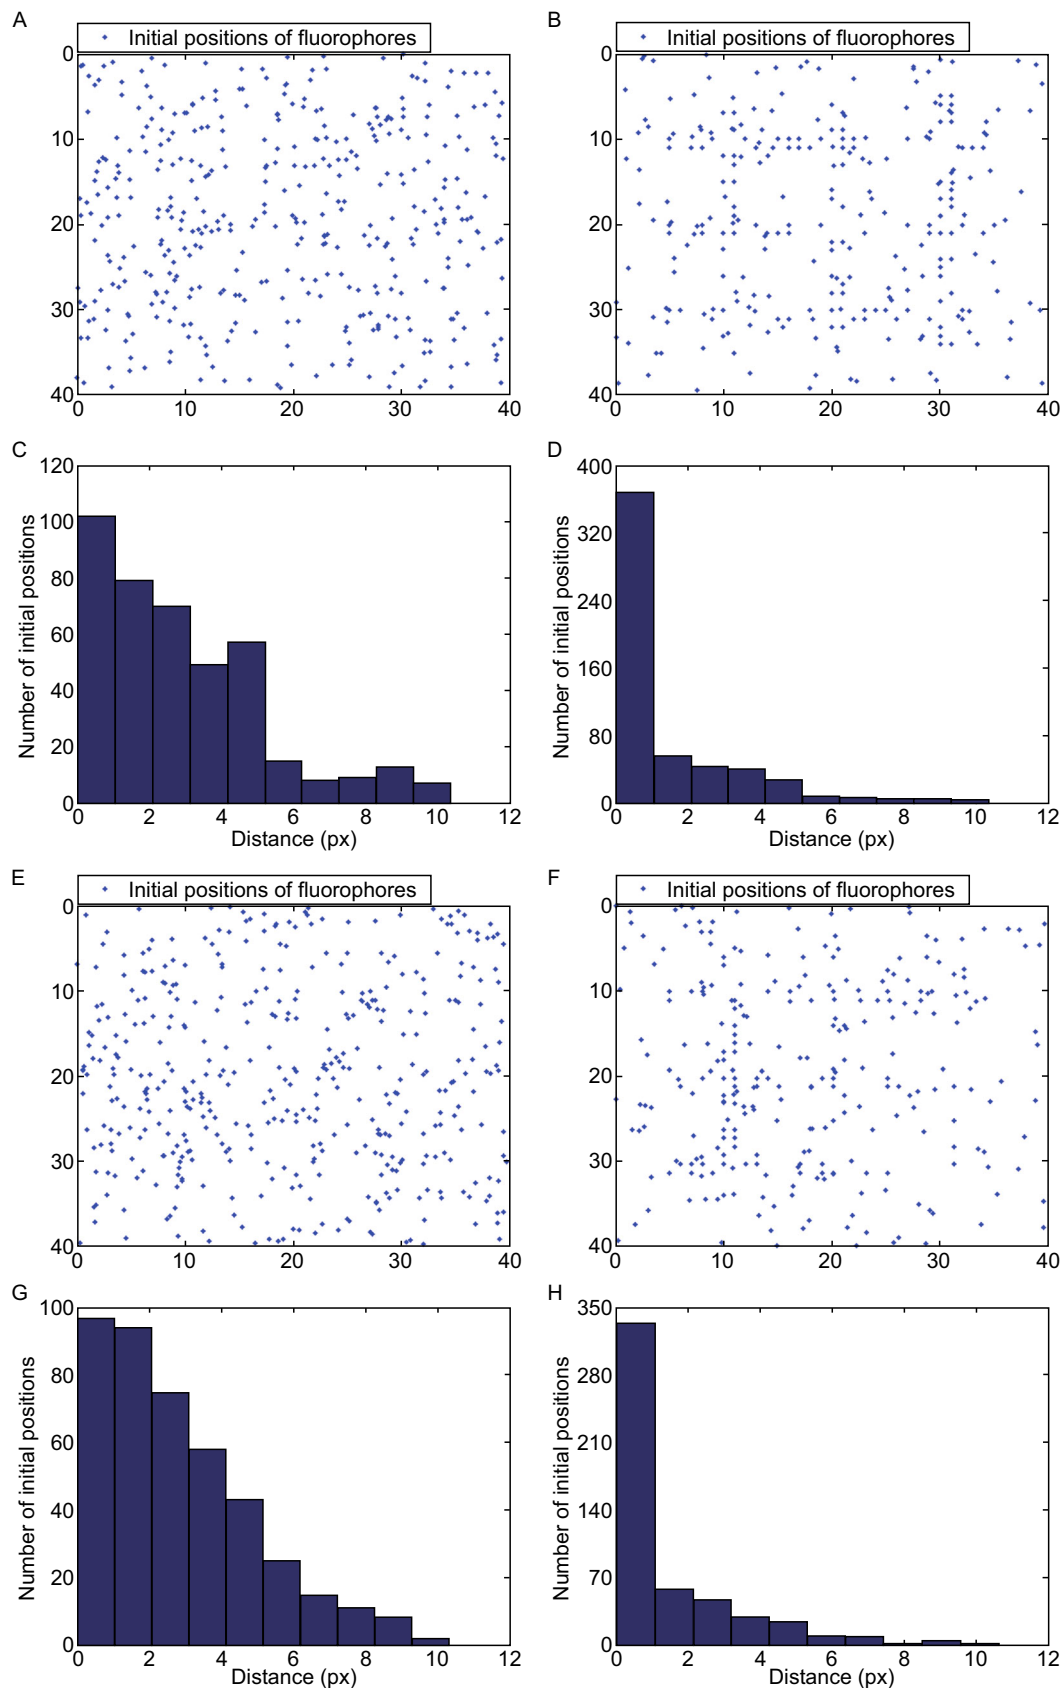 A
Initial positions of fluorophores
0
10
20
30
40
0 10 20 30 40
B
Initial positions of fluorophores
0
10
20
30
40
0 10 20 30 40
C
120
100
80
60
40
20
0
Number of initial positions
0 2 4 6 8 10 12
Distance (px)
D
400
320
240
160
80
0
Number of initial positions
0 2 4 6 8 10 12
Distance (px)
E
Initial positions of fluorophores
0
10
20
30
40
0 10 20 30 40
F
Initial positions of fluorophores
0
10
20
30
40
0 10 20 30 40
G
100
80
60
40
20
0
Number of initial positions
0 2 4 6 8 10 12
Distance (px)
H
350
280
210
140
70
0
Number of initial positions
0 2 4 6 8 10 12
Distance (px)